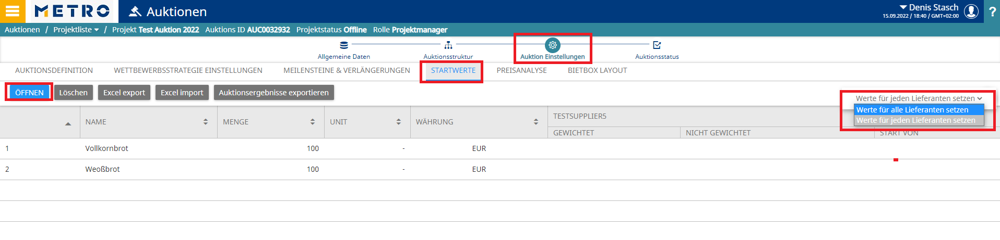 METRO Auktionen Denis Stasch
15.09.2022 / 18:40 / GMT+02:00 ?
Auktionen / Projektliste / Projekt Test Auktion 2022 Auktions ID AUC0032932 Projektstatus Offline Rolle Projektmanager
Allgemeine Daten Auktionsstruktur Auktion Einstellungen Auktionsstatus
AUKTIONSDEFINITION WETTBEWERBSSTRATEGIE EINSTELLUNGEN MEILENSTEINE & VERLÄNGERUNGEN STARTWERTE PREISANALYSE BIETBOX LAYOUT
ÖFFNEN Löschen Excel export Excel import Auktionsergebnisse exportieren
Werte für jeden Lieferanten setzen
Werte für alle Lieferanten setzen
Werte für jeden Lieferanten setzen
NAME MENGE UNIT WÄHRUNG TESTSUPPLIER5
GEWICHTET NICHT GEWICHTET START VON
1 Vollkornbrot 100 - EUR
2 Weoßbrot 100 - EUR